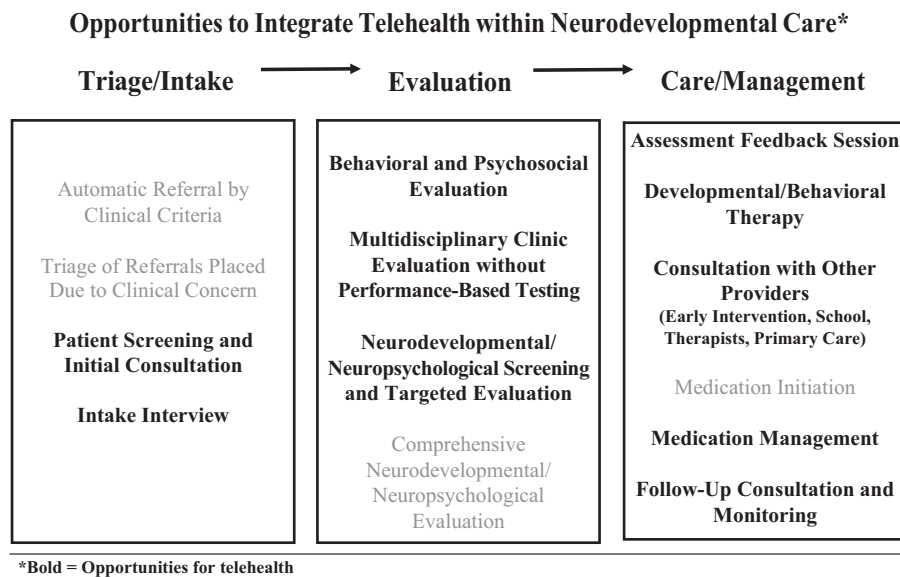 Opportunities to Integrate Telehealth within Neurodevelopmental Care*
Triage/Intake
Evaluation
Care/Management
Automatic Referral by
Clinical Criteria
Triage of Referrals Placed
Due to Clinical Concern
Patient Screening and
Initial Consultation
Intake Interview
Behavioral and Psychosocial
Evaluation
Multidisciplinary Clinic
Evaluation without
Performance-Based Testing
Neurodevelopmental/
Neuropsychological Screening
and Targeted Evaluation
Comprehensive
Neurodevelopmental/
Neuropsychological
Evaluation
Assessment Feedback Session
Developmental/Behavioral
Therapy
Consultation with Other
Providers
(Early Intervention, School,
Therapists, Primary Care)
Medication Initiation
Medication Management
Follow-Up Consultation and
Monitoring
*Bold = Opportunities for telehealth